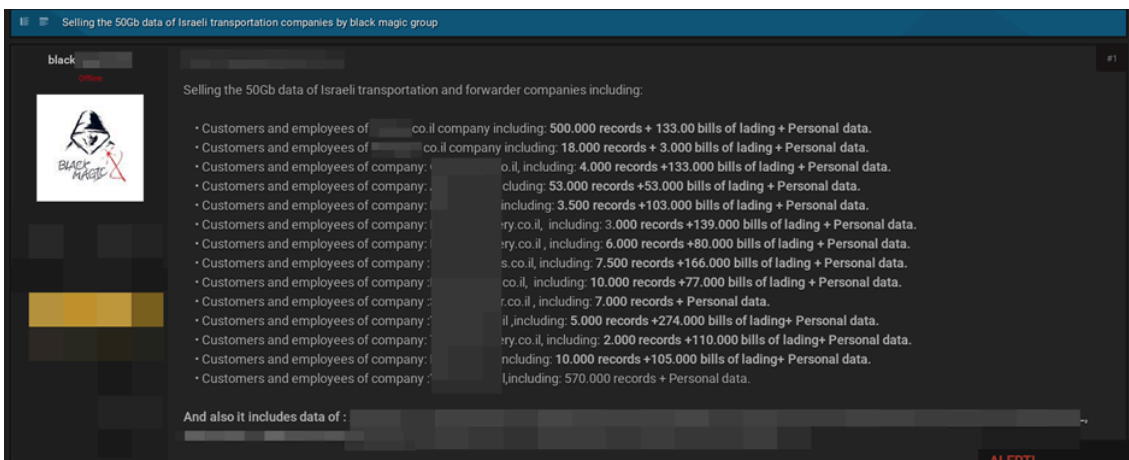 Selling the 50Gb data of Israeli transportation companies by black magic group
black
Offline
#1
BLACK MAGIC
Selling the 50Gb data of Israeli transportation and forwarder companies including:
• Customers and employees of co.il company including: 500.000 records + 133.00 bills of lading + Personal data.
• Customers and employees of co.il company including: 18.000 records + 3.000 bills of lading + Personal data.
• Customers and employees of company: o.il, including: 4.000 records +133.000 bills of lading + Personal data.
• Customers and employees of company: cluding: 53.000 records +53.000 bills of lading + Personal data.
• Customers and employees of company: including: 3.500 records +103.000 bills of lading + Personal data.
• Customers and employees of company: ry.co.il, including: 3.000 records +139.000 bills of lading + Personal data.
• Customers and employees of company: ry.co.il , including: 6.000 records +80.000 bills of lading + Personal data.
• Customers and employees of company : s.co.il, including: 7.500 records +166.000 bills of lading + Personal data.
• Customers and employees of company : co.il, including: 10.000 records +77.000 bills of lading + Personal data.
• Customers and employees of company : r.co.il , including: 7.000 records + Personal data.
• Customers and employees of company : il ,including: 5.000 records +274.000 bills of lading+ Personal data.
• Customers and employees of company: ry.co.il, including: 2.000 records +110.000 bills of lading+ Personal data.
• Customers and employees of company: ncluding: 10.000 records +105.000 bills of lading+ Personal data.
• Customers and employees of company : l,including: 570.000 records + Personal data.
And also it includes data of :